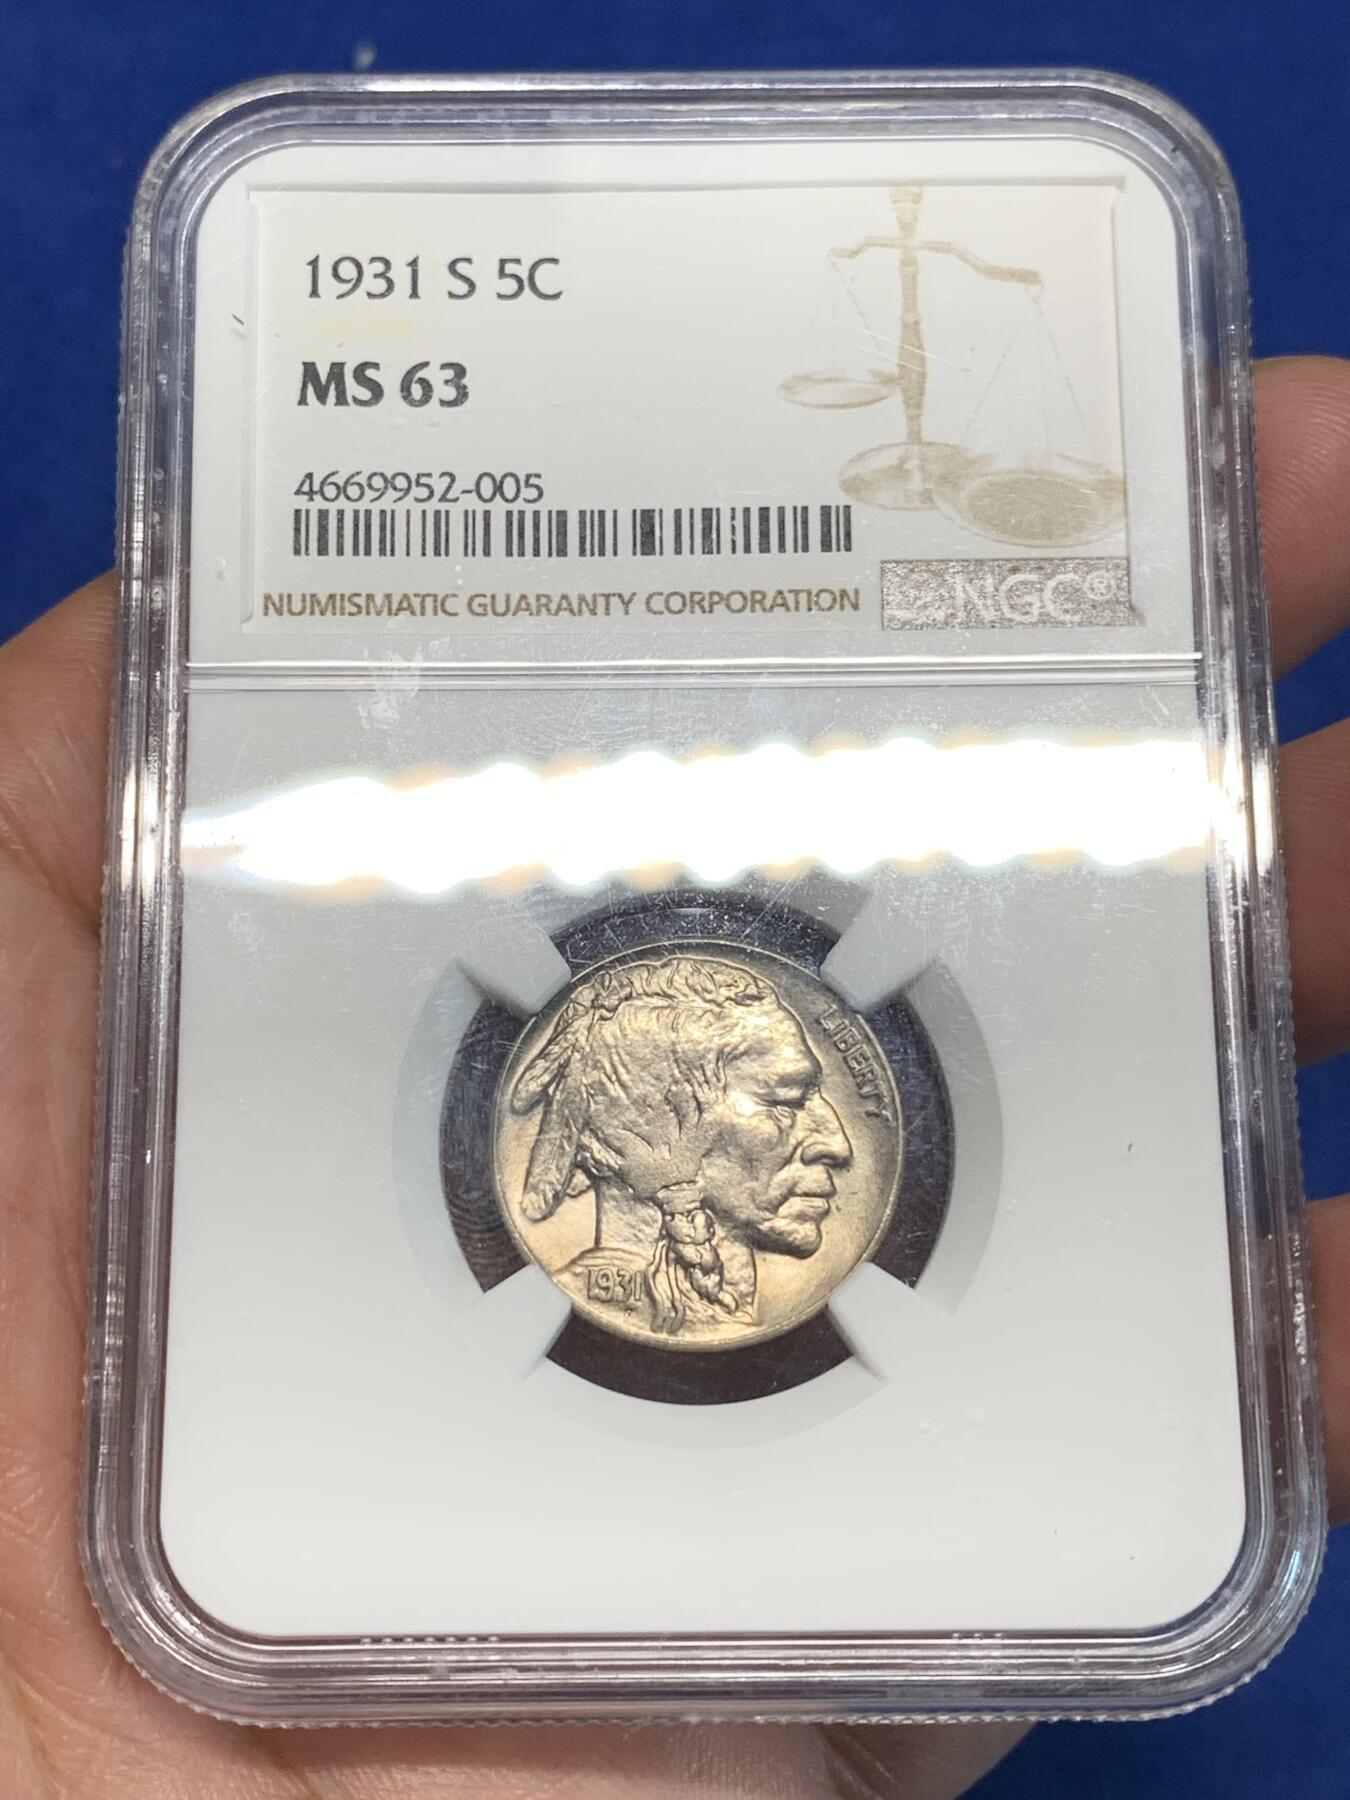 1931 S 5C
MS 63
4669952-005
NUMISMATIC GUARANTY CORPORATION
NGC®
LIBERTY
1931
F